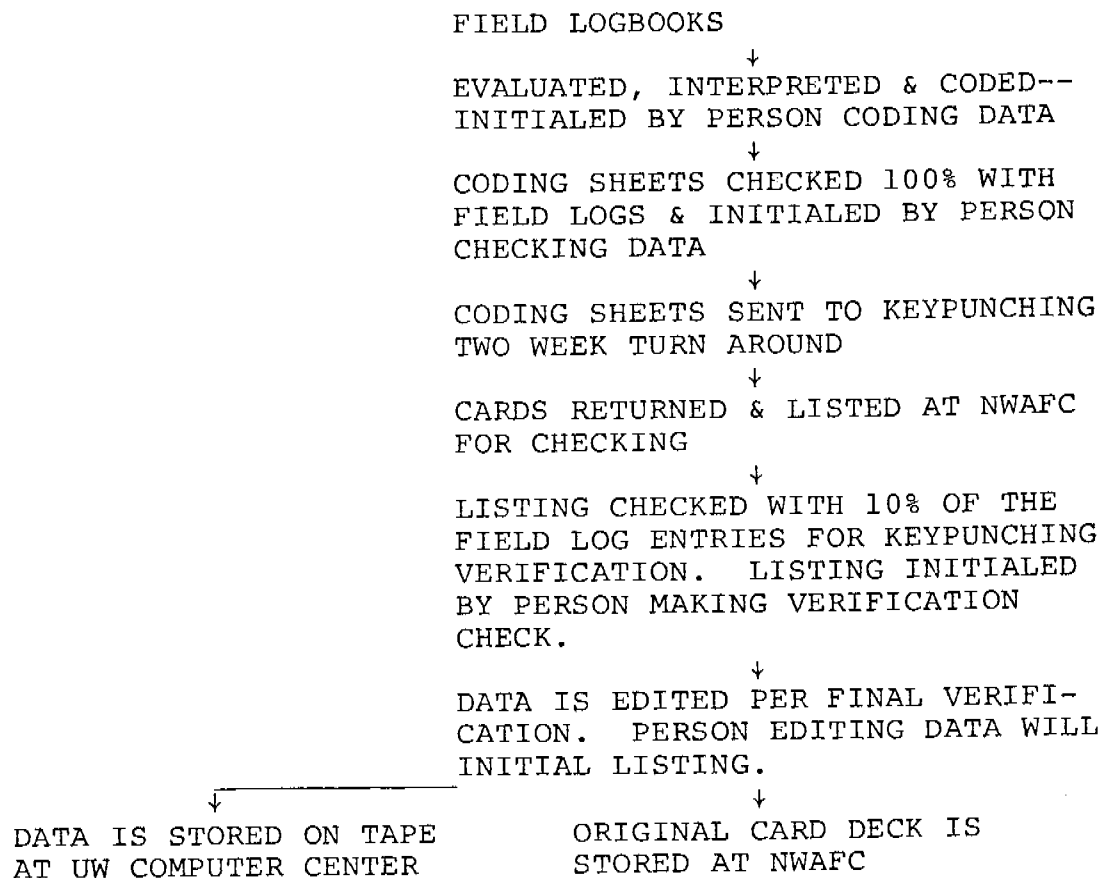 FIELD LOGBOOKS
↓
EVALUATED, INTERPRETED & CODED--
INITIALED BY PERSON CODING DATA
↓
CODING SHEETS CHECKED 100% WITH
FIELD LOGS & INITIALED BY PERSON
CHECKING DATA
↓
CODING SHEETS SENT TO KEYPUNCHING
TWO WEEK TURN AROUND
↓
CARDS RETURNED & LISTED AT NWAFC
FOR CHECKING
↓
LISTING CHECKED WITH 10% OF THE
FIELD LOG ENTRIES FOR KEYPUNCHING
VERIFICATION. LISTING INITIALED
BY PERSON MAKING VERIFICATION
CHECK.
↓
DATA IS EDITED PER FINAL VERIFI-
CATION. PERSON EDITING DATA WILL
INITIAL LISTING.
↓ ↓
DATA IS STORED ON TAPE
AT UW COMPUTER CENTER
ORIGINAL CARD DECK IS
STORED AT NWAFC